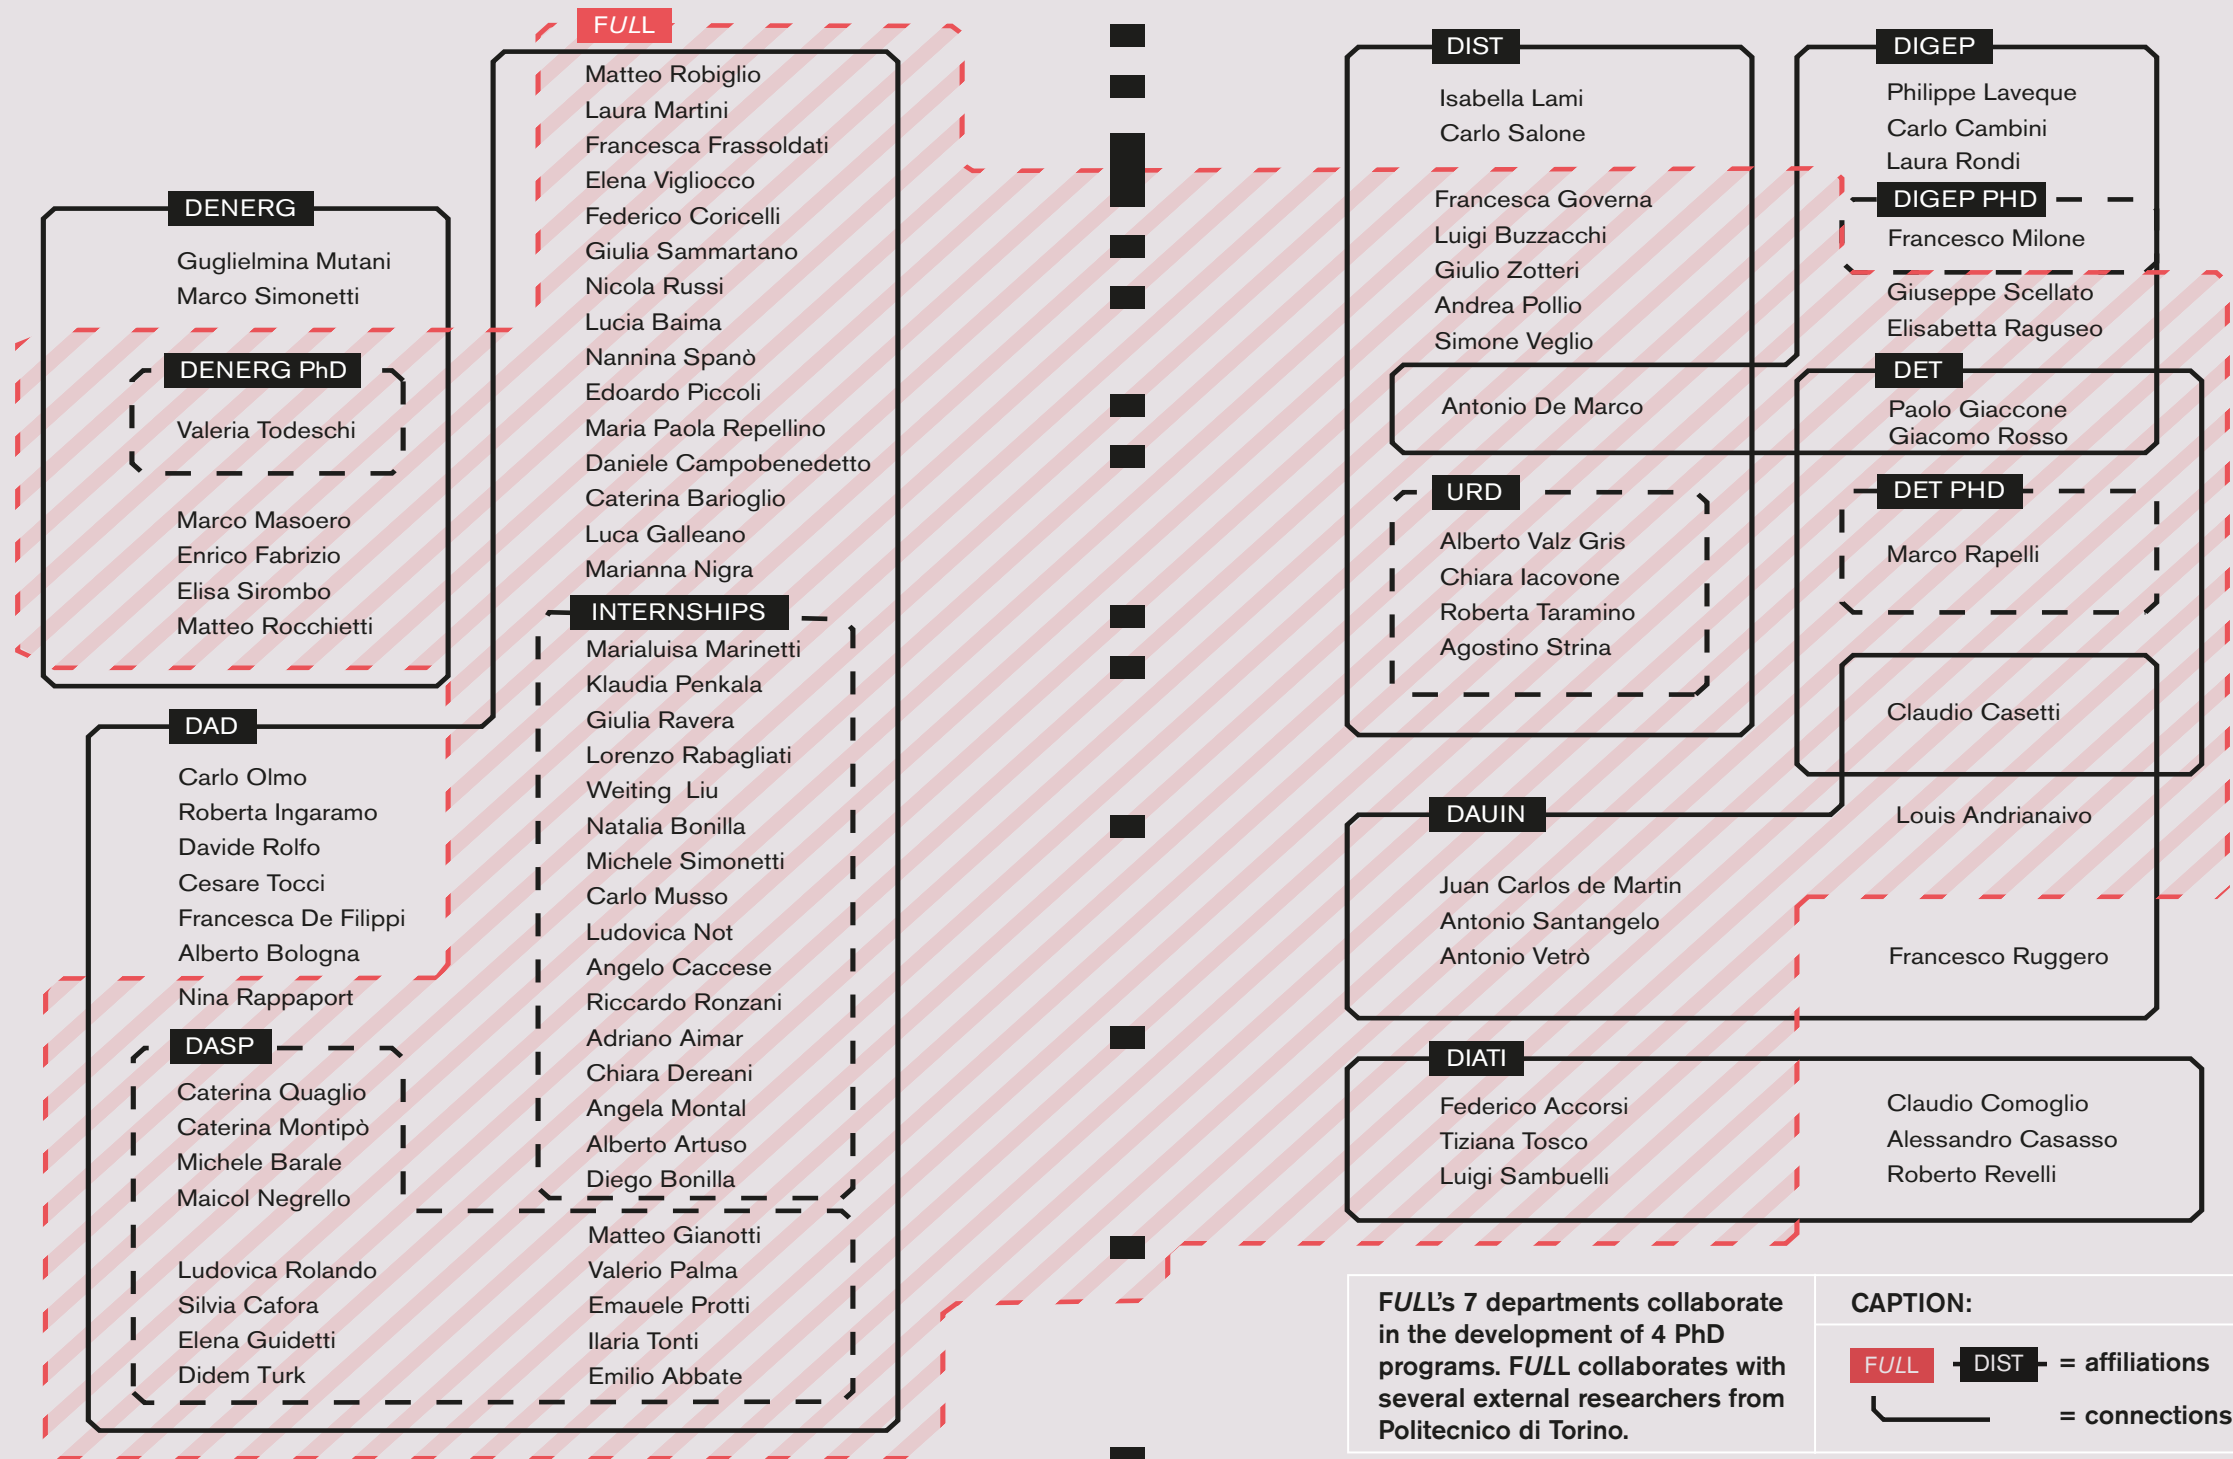 FULL
Matteo Robiglio
Laura Martini
Francesca Frassoldati
Elena Vigliocco
Federico Coricelli
Giulia Sammartano
Nicola Russi
Lucia Baima
Nannina Spanò
Edoardo Piccoli
Maria Paola Repellino
Daniele Campobenedetto
Caterina Barioglio
Luca Galleano
Marianna Nigra
INTERNSHIPS
Marialuisa Marinetti
Klaudia Penkala
Giulia Ravera
Lorenzo Rabagliati
Weiting Liu
Natalia Bonilla
Michele Simonetti
Carlo Musso
Ludovica Not
Angelo Caccese
Riccardo Ronzani
Adriano Aimar
Chiara Dereani
Angela Montal
Alberto Artuso
Diego Bonilla
Matteo Gianotti
Valerio Palma
Emauele Protti
Ilaria Tonti
Emilio Abbate
DENERG
Guglielmina Mutani
Marco Simonetti
DENERG PhD
Valeria Todeschi
Marco Masoero
Enrico Fabrizio
Elisa Sirombo
Matteo Rocchietti
DAD
Carlo Olmo
Roberta Ingaramo
Davide Rolfo
Cesare Tocci
Francesca De Filippi
Alberto Bologna
Nina Rappaport
DASP
Caterina Quaglio
Caterina Montipò
Michele Barale
Maicol Negrello
Ludovica Rolando
Silvia Cafora
Elena Guidetti
Didem Turk
DIST
Isabella Lami
Carlo Salone
Francesca Governa
Luigi Buzzacchi
Giulio Zotteri
Andrea Pollio
Simone Veglio
Antonio De Marco
URD
Alberto Valz Gris
Chiara Iacovone
Roberta Taramino
Agostino Strina
DIGEP
Philippe Laveque
Carlo Cambini
Laura Rondi
DIGEP PHD
Francesco Milone
Giuseppe Scellato
Elisabetta Raguseo
DET
Paolo Giaccone
Giacomo Rosso
DET PHD
Marco Rapelli
Claudio Casetti
Louis Andrianaivo
DAUIN
Juan Carlos de Martin
Antonio Santangelo
Antonio Vetrò
Francesco Ruggero
DIATI
Federico Accorsi
Tiziana Tosco
Luigi Sambuelli
Claudio Comoglio
Alessandro Casasso
Roberto Revelli
FULL's 7 departments collaborate
in the development of 4 PhD
programs. FULL collaborates with
several external researchers from
Politecnico di Torino.
CAPTION:
FULL DIST = affiliations
= connections